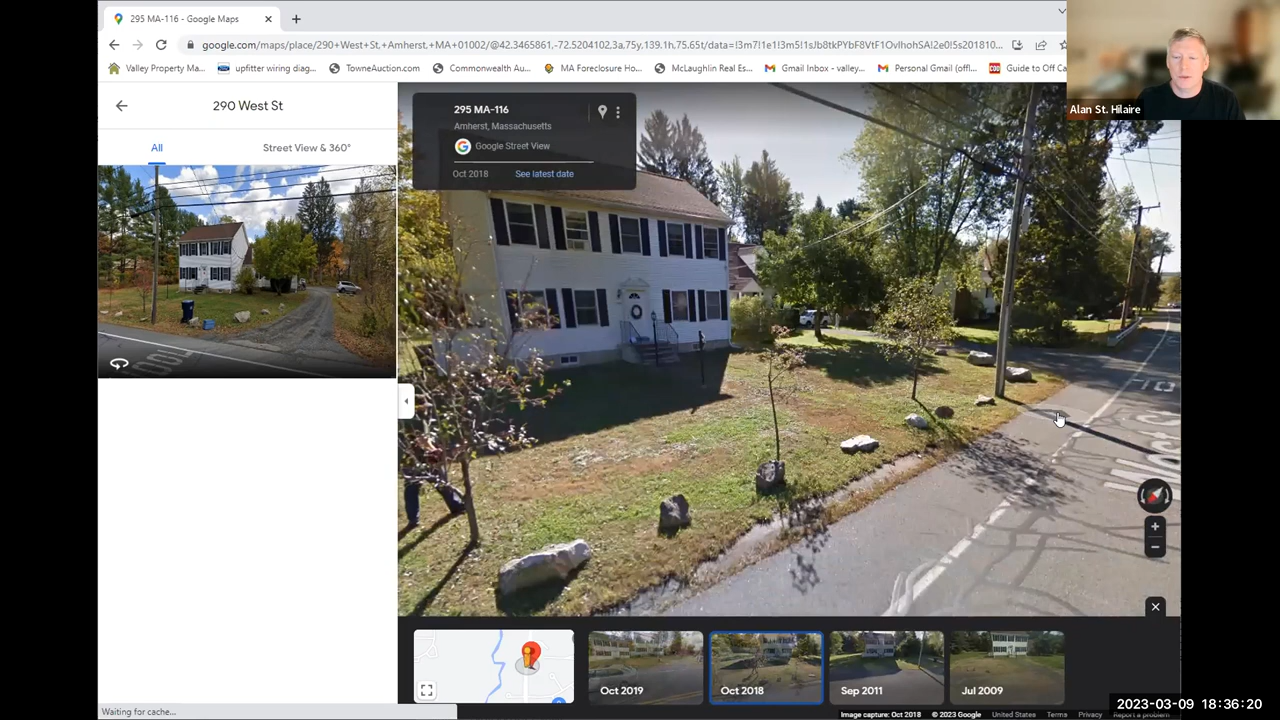 295 MA-116 - Google Maps
google.com/maps/place/290+West+St,+Amherst,+MA+01002/@42.3465861,-72.5204102,3a,75y,139.1h,75.65t/data=!3m7!1e1!3m5!1sJb8tkPYbF8VtF1OvlhohSA!2e0!5s201810...
Valley Property Ma...
upfitter wiring diag...
TowneAuction.com
Commonwealth Au...
MA Foreclosure Ho...
McLaughlin Real Es...
Gmail Inbox - valley...
Personal Gmail (offl...
Guide to Off Ca
Alan St. Hilaire
290 West St
All
Street View & 360°
295 MA-116
Amherst, Massachusetts
Google Street View
Oct 2018
See latest date
West St
Oct 2019
Oct 2018
Sep 2011
Jul 2009
Waiting for cache...
Image capture: Oct 2018
© 2023 Google
United States
Terms
Privacy
Report a problem
2023-03-09 18:36:20